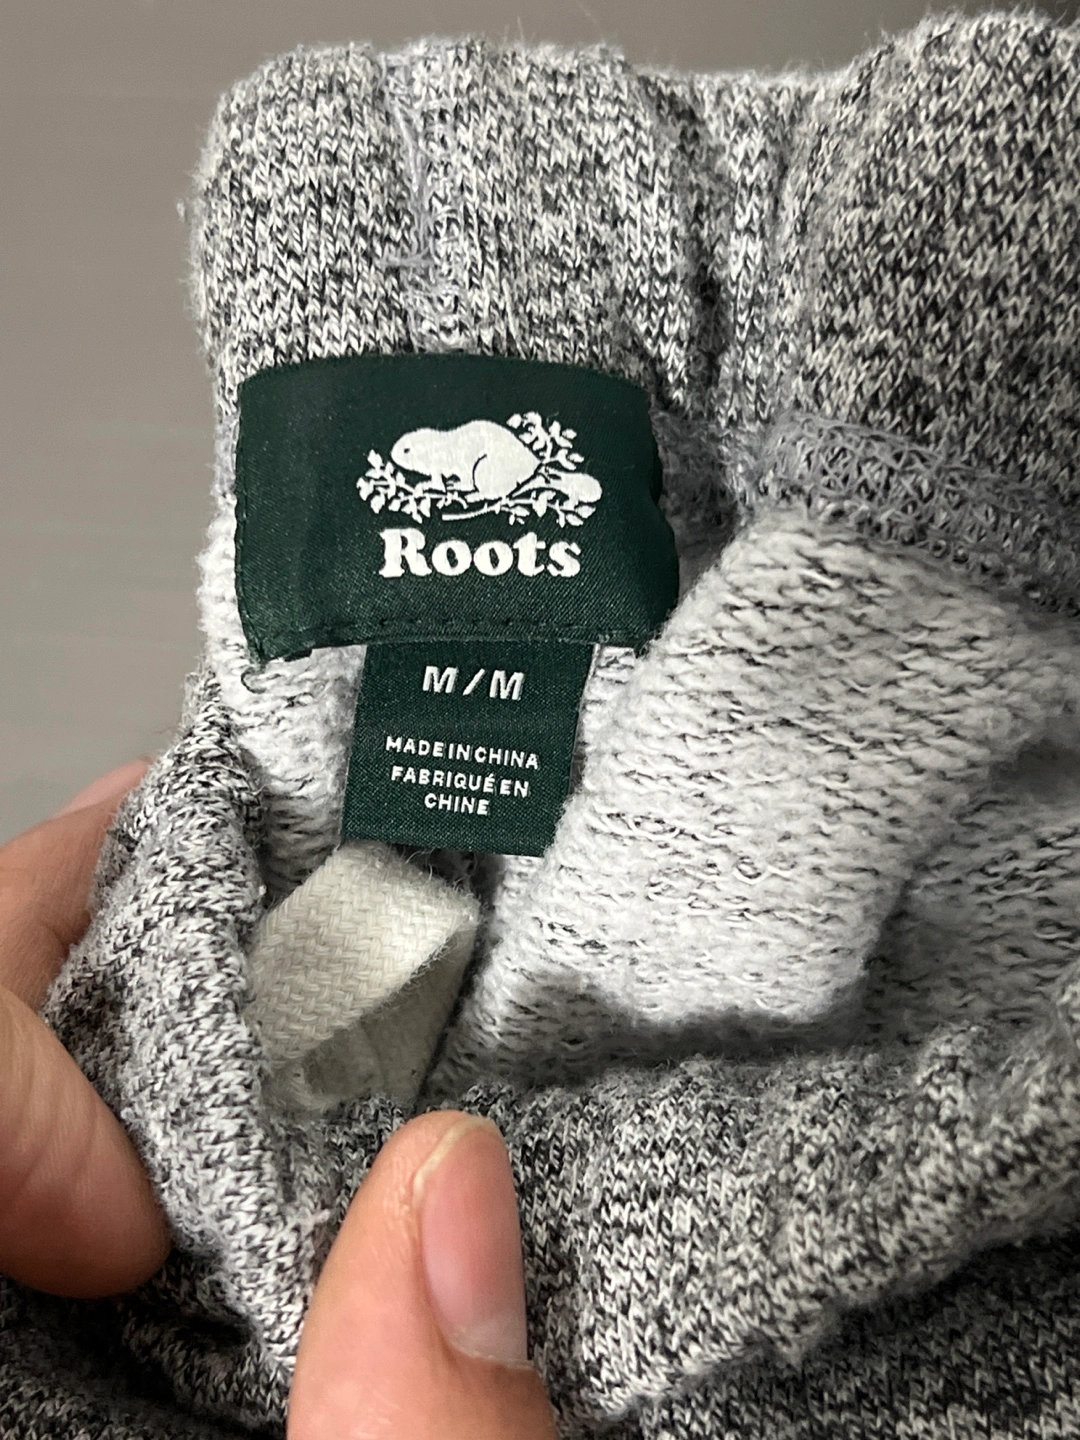 Roots
M/M
MADE IN CHINA
FABRIQUÉ EN
CHINE